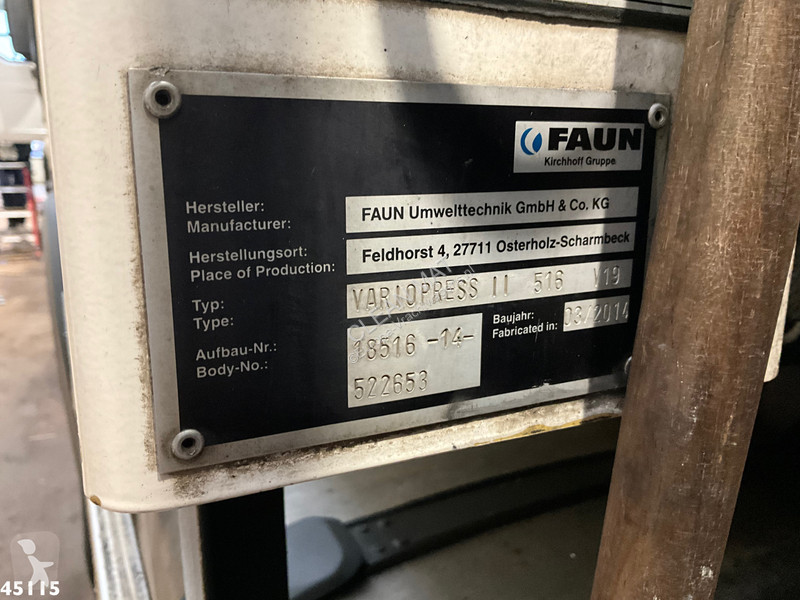 FAUN
Kirchhoff Gruppe
Hersteller:
Manufacturer:
FAUN Umwelttechnik GmbH & Co. KG
Herstellungsort:
Place of Production:
Feldhorst 4, 27711 Osterholz-Scharmbeck
Typ:
Type:
VARIOPRESS II 516 V19
Aufbau-Nr.:
Body-No.:
18516 -14-
522653
Baujahr:
Fabricated in:
03/2014
45115